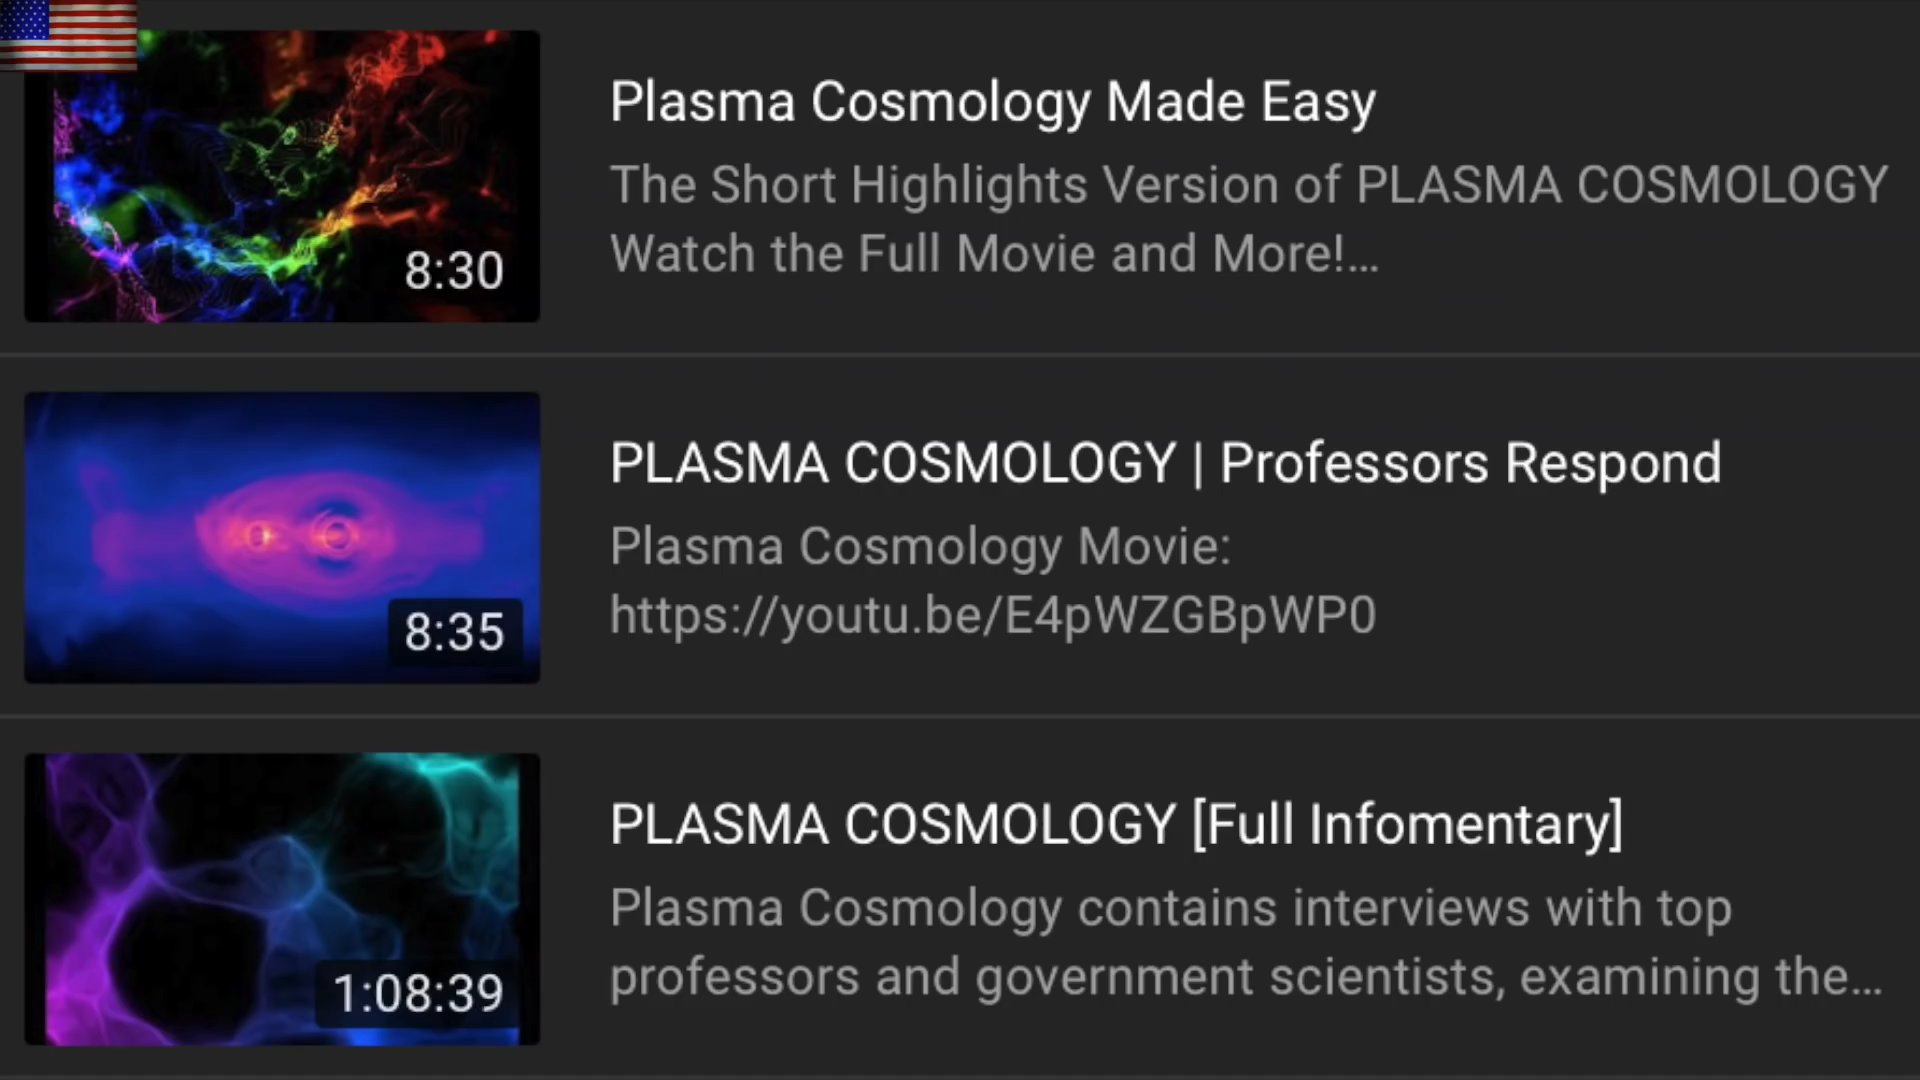 Plasma Cosmology Made Easy
The Short Highlights Version of PLASMA COSMOLOGY
Watch the Full Movie and More!...
8:30
PLASMA COSMOLOGY | Professors Respond
Plasma Cosmology Movie:
https://youtu.be/E4pWZGBpWP0
8:35
PLASMA COSMOLOGY [Full Infomentary]
Plasma Cosmology contains interviews with top
professors and government scientists, examining the...
1:08:39